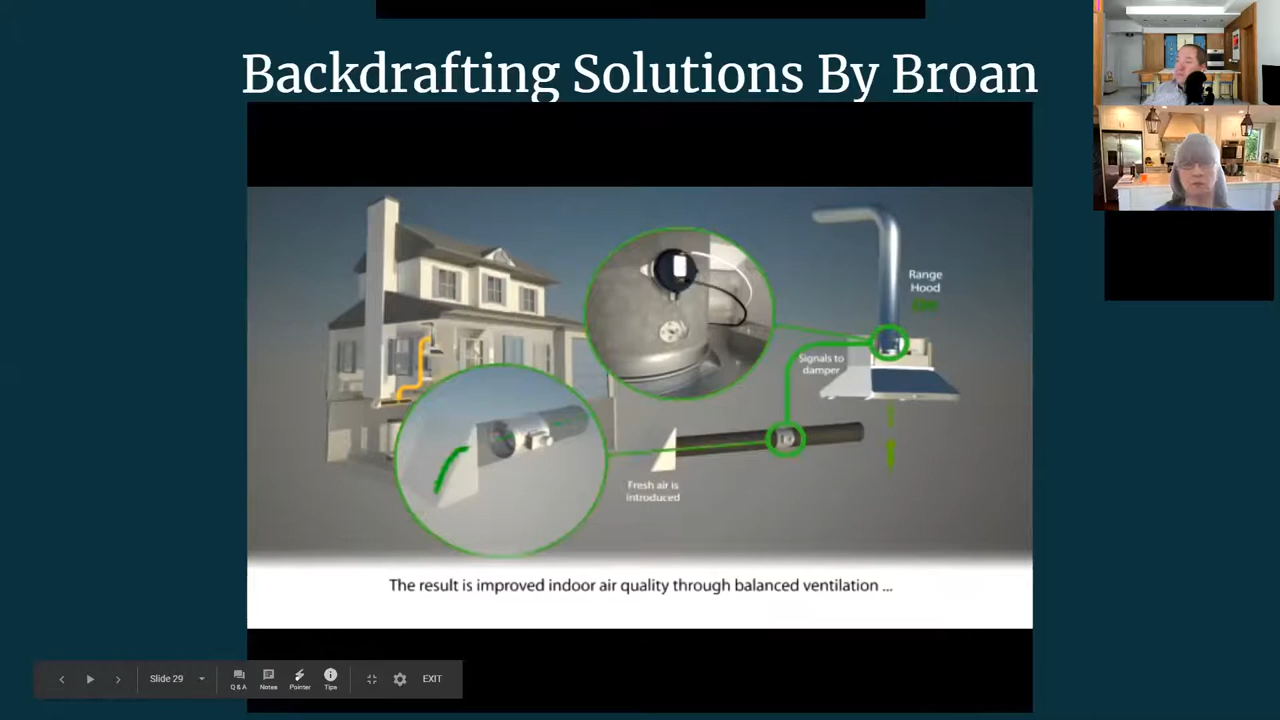 Backdrafting Solutions By Broan
Range
Hood
Signals to
damper
Fresh air is
introduced
The result is improved indoor air quality through balanced ventilation ...
Slide 29
Q & A
Notes
Pointer
Tips
EXIT